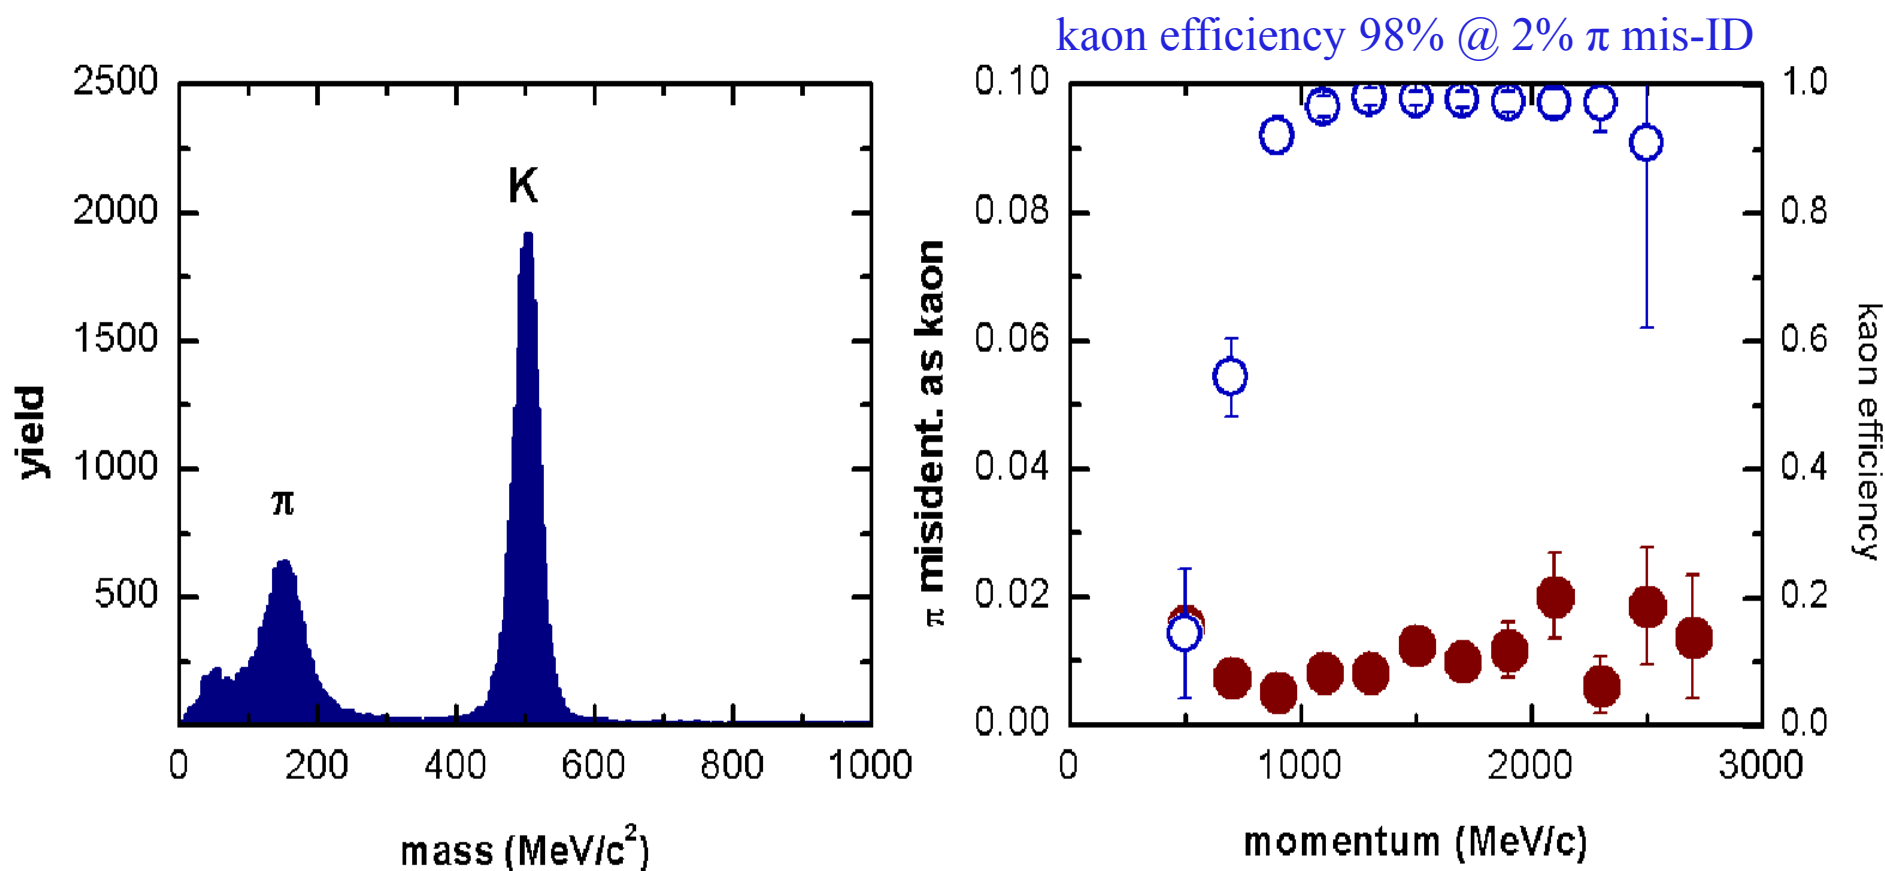 kaon efficiency 98% @ 2% π mis-ID
2500
2000
1500
1000
500
yield
π
K
0 200 400 600 800 1000
mass (MeV/c²)
π misident. as kaon
0.10
0.08
0.06
0.04
0.02
0.00
1.0
0.8
0.6
0.4
0.2
0.0
kaon efficiency
0 1000 2000 3000
momentum (MeV/c)